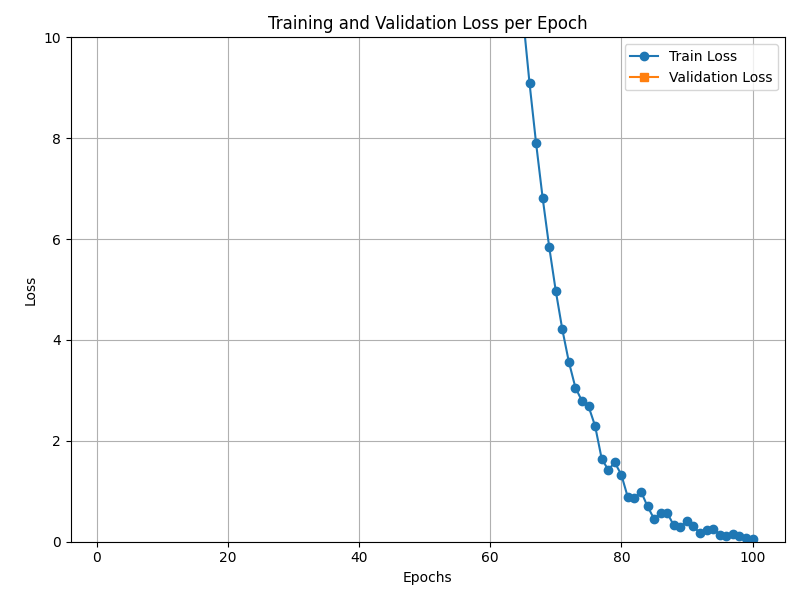 Training and Validation Loss per Epoch
Train Loss
Validation Loss
10
8
6
4
2
0
Loss
0 20 40 60 80 100
Epochs